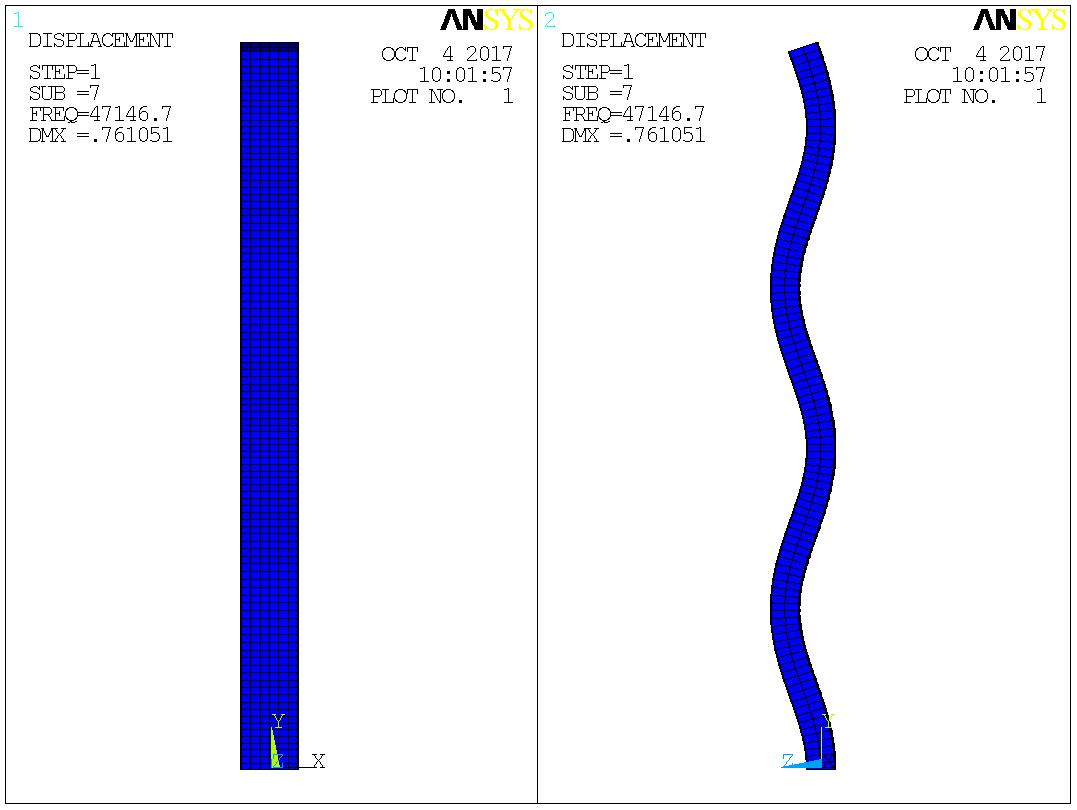 1
ANSYS
DISPLACEMENT
STEP=1
SUB =7
FREQ=47146.7
DMX =.761051
OCT 4 2017
10:01:57
PLOT NO. 1
Y
Z
X
2
ANSYS
DISPLACEMENT
STEP=1
SUB =7
FREQ=47146.7
DMX =.761051
OCT 4 2017
10:01:57
PLOT NO. 1
Y
Z